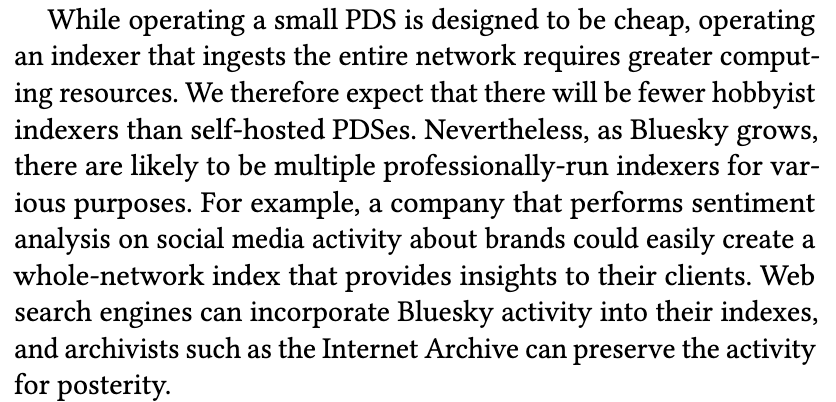 While operating a small PDS is designed to be cheap, operating
an indexer that ingests the entire network requires greater comput-
ing resources. We therefore expect that there will be fewer hobbyist
indexers than self-hosted PDSes. Nevertheless, as Bluesky grows,
there are likely to be multiple professionally-run indexers for var-
ious purposes. For example, a company that performs sentiment
analysis on social media activity about brands could easily create a
whole-network index that provides insights to their clients. Web
search engines can incorporate Bluesky activity into their indexes,
and archivists such as the Internet Archive can preserve the activity
for posterity.